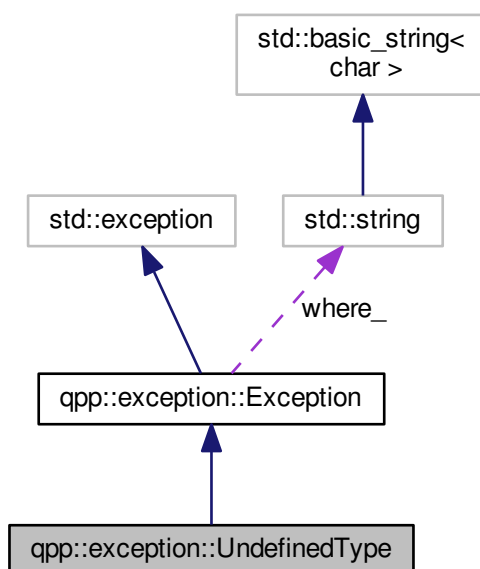 std::basic_string<
char >
std::exception
std::string
where_
qpp::exception::Exception
qpp::exception::UndefinedType